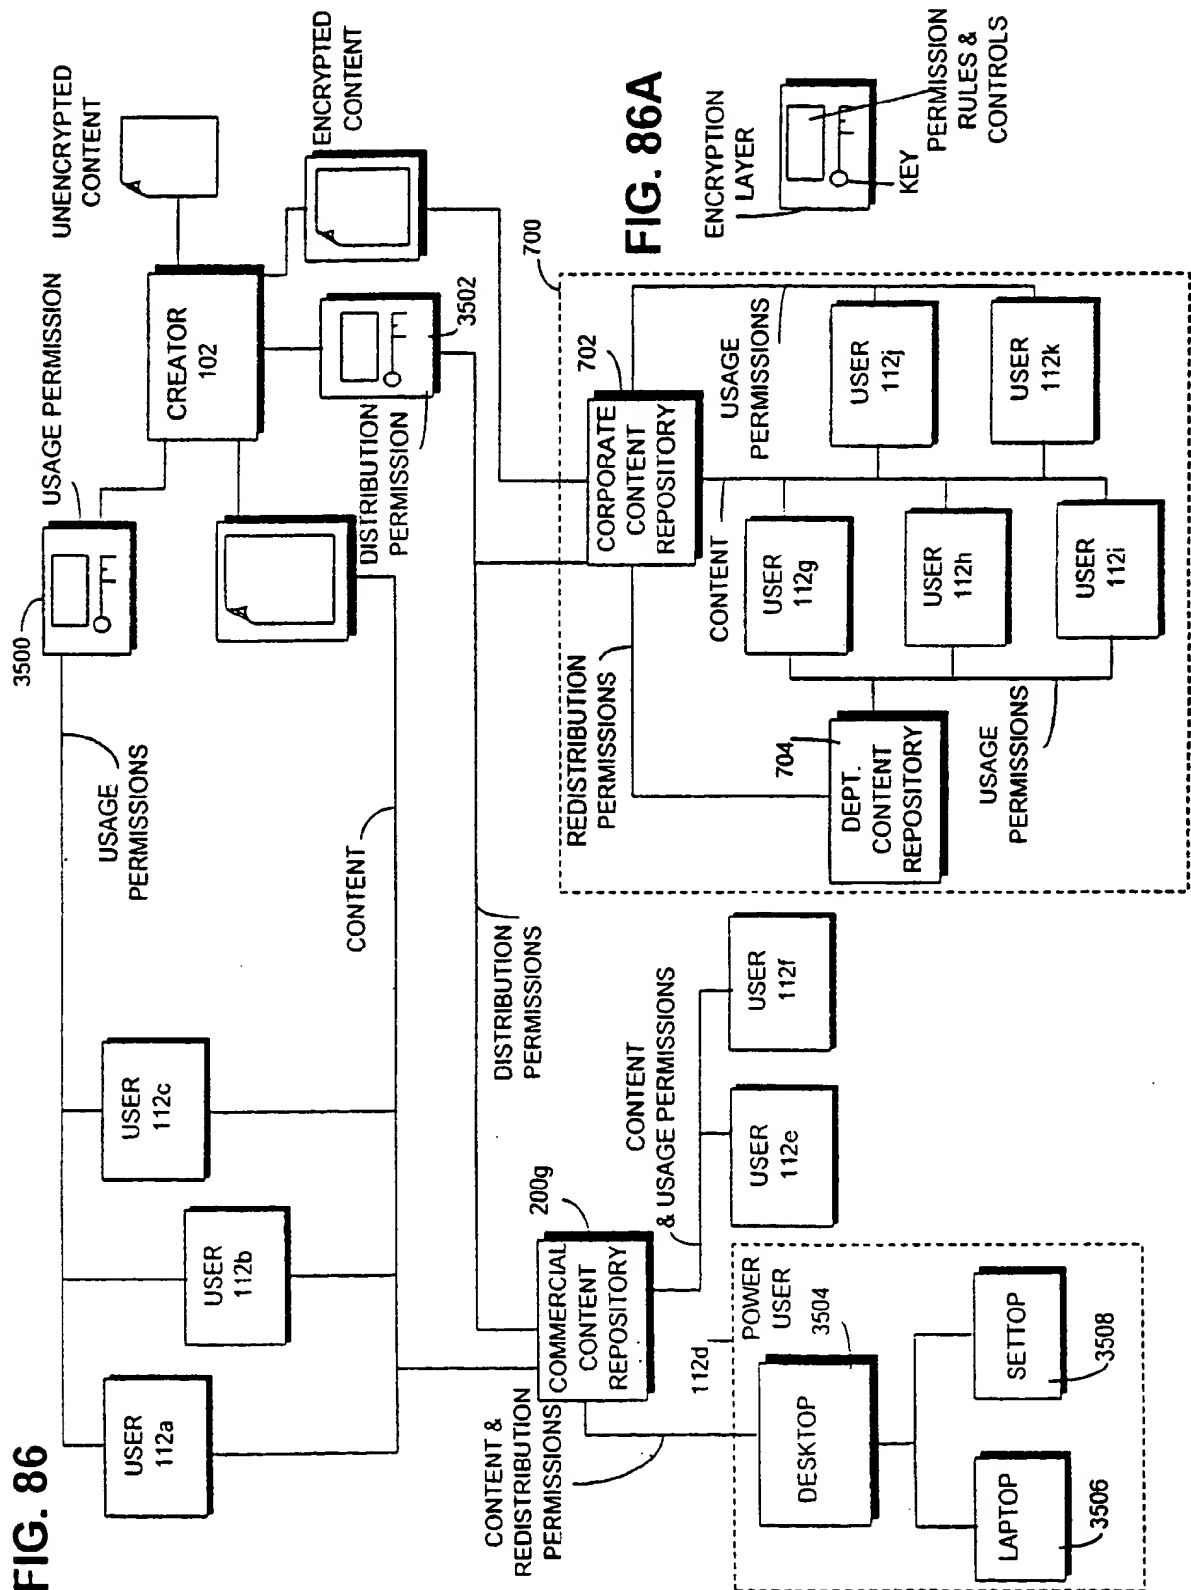 FIG. 86
3500
USAGE PERMISSION
UNENCRYPTED
CONTENT
CREATOR
102
ENCRYPTED
CONTENT
USAGE
PERMISSIONS
USER
112a
USER
112b
USER
112c
CONTENT
DISTRIBUTION
PERMISSION
3502
DISTRIBUTION
PERMISSIONS
COMMERCIAL
CONTENT
REPOSITORY
200g
CONTENT &
REDISTRIBUTION
PERMISSIONS
CONTENT
& USAGE PERMISSIONS
USER
112e
USER
112f
112d
POWER
USER
3504
DESKTOP
LAPTOP
3506
SETTOP
3508
700
702
CORPORATE
CONTENT
REPOSITORY
REDISTRIBUTION
PERMISSIONS
CONTENT
USAGE
PERMISSIONS
704
DEPT.
CONTENT
REPOSITORY
USER
112g
USER
112h
USER
112i
USER
112j
USER
112k
USAGE
PERMISSIONS
FIG. 86A
ENCRYPTION
LAYER
KEY
PERMISSION
RULES &
CONTROLS